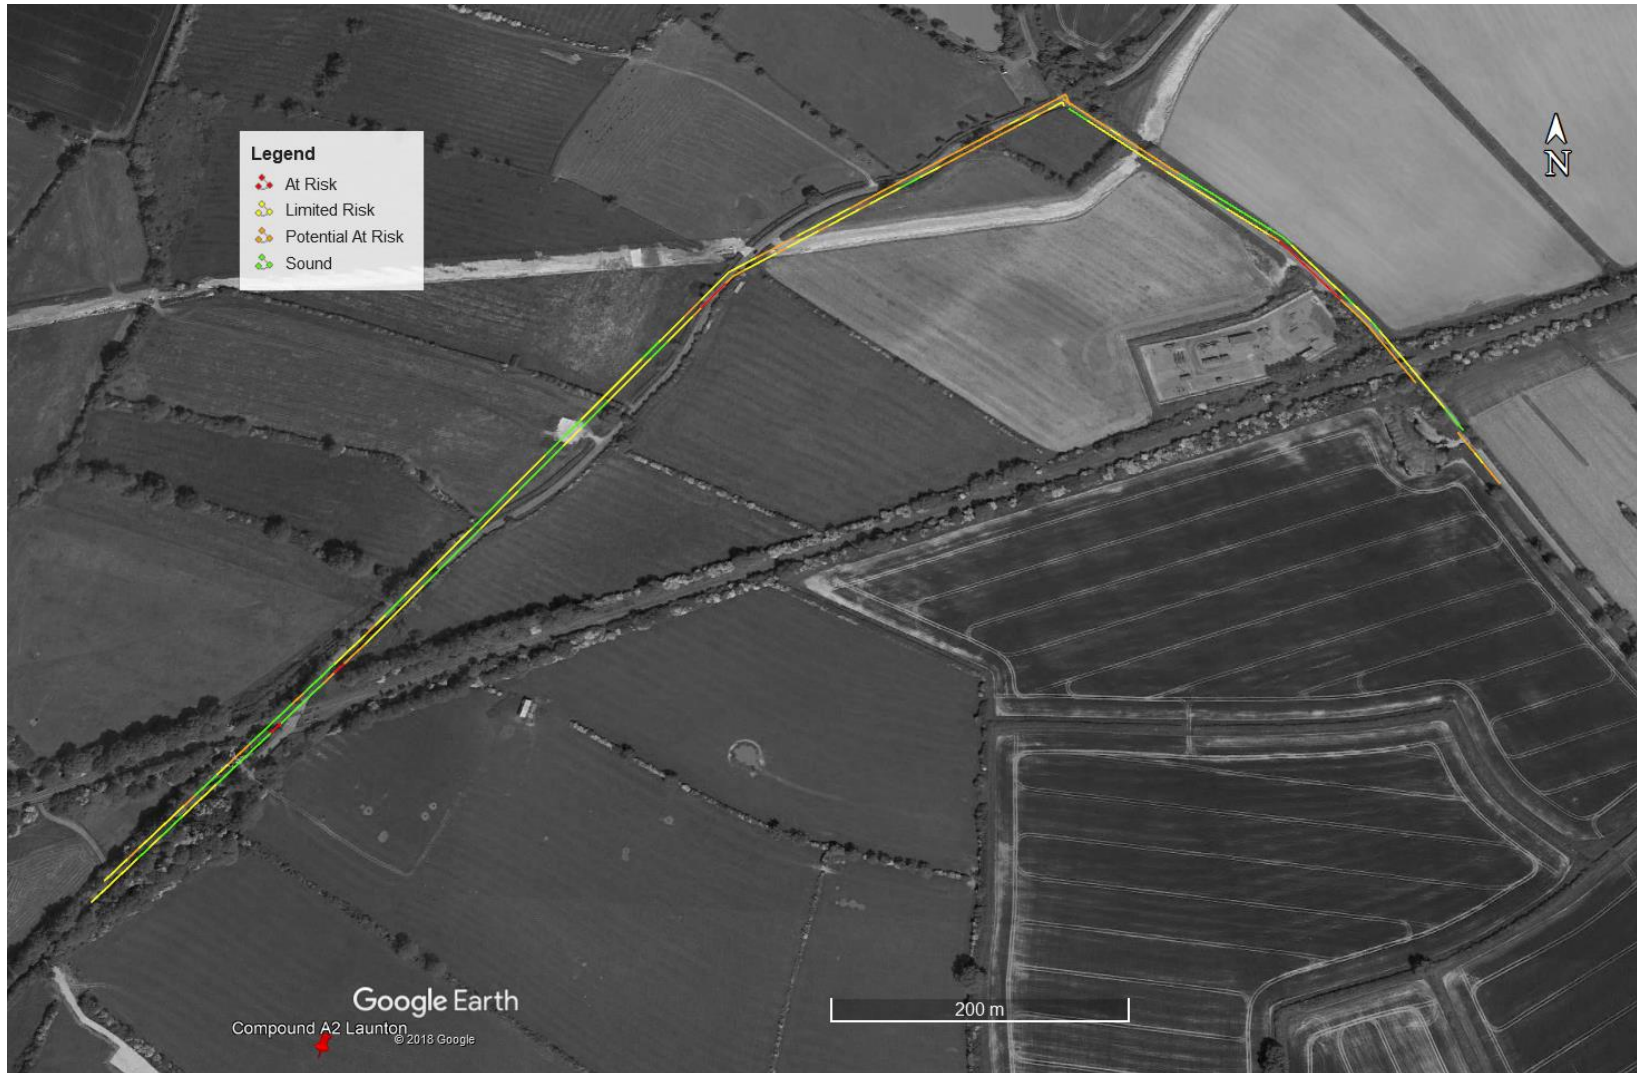 Legend
At Risk
Limited Risk
Potential At Risk
Sound
N
Google Earth
Compound A2 Launton
© 2018 Google
200 m